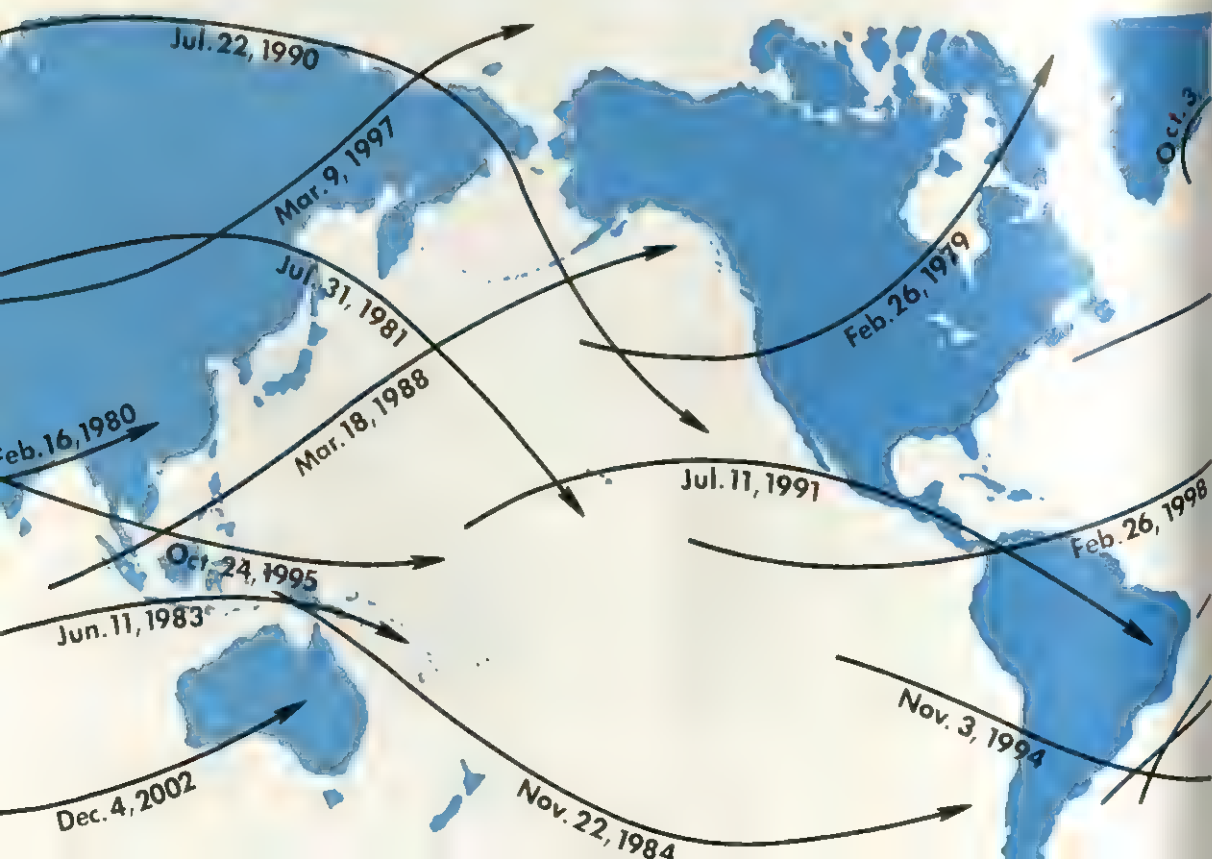 Jul. 22, 1990
Mar. 9, 1997
Oct. 3,
Jul. 31, 1981
Feb. 26, 1979
Mar. 18, 1988
Feb. 16, 1980
Jul. 11, 1991
Feb. 26, 1998
Oct. 24, 1995
Jun. 11, 1983
Nov. 3, 1994
Dec. 4, 2002
Nov. 22, 1984